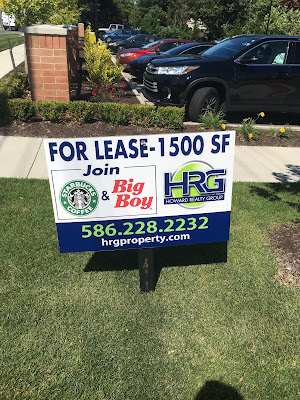 FOR LEASE-1500 SF
Join
STARBUCKS
COFFEE
&
Big
Boy
HRG
HOWARD REALTY GROUP
586.228.2232
hrgproperty.com